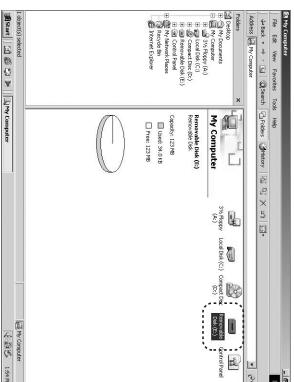 My Computer
File Edit View Favorites Tools Help
Back Search Folders History
Address My Computer
Folders
Desktop
My Documents
My Computer
3½ Floppy (A:)
Local Disk (C:)
Compact Disc (D:)
Removable Disk (E:)
Control Panel
My Network Places
Recycle Bin
Internet Explorer
My Computer
Removable Disk (E:)
Removable Disk
Capacity: 123 MB
Used: 34.0 KB
Free: 123 MB
3½ Floppy (A:)
Local Disk (C:)
Compact Disc (D:)
Removable Disk (E:)
Control Panel
1 object(s) selected
My Computer
Start
My Computer
1:59 PM